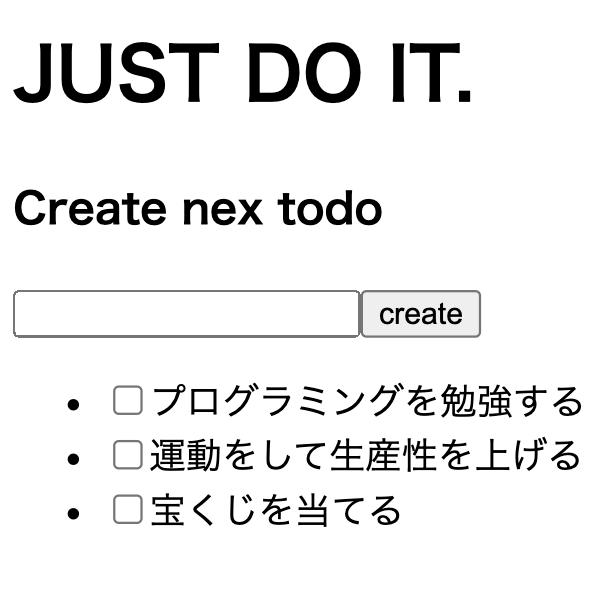 JUST DO IT.
Create nex todo
create
プログラミングを勉強する
運動をして生産性を上げる
宝くじを当てる